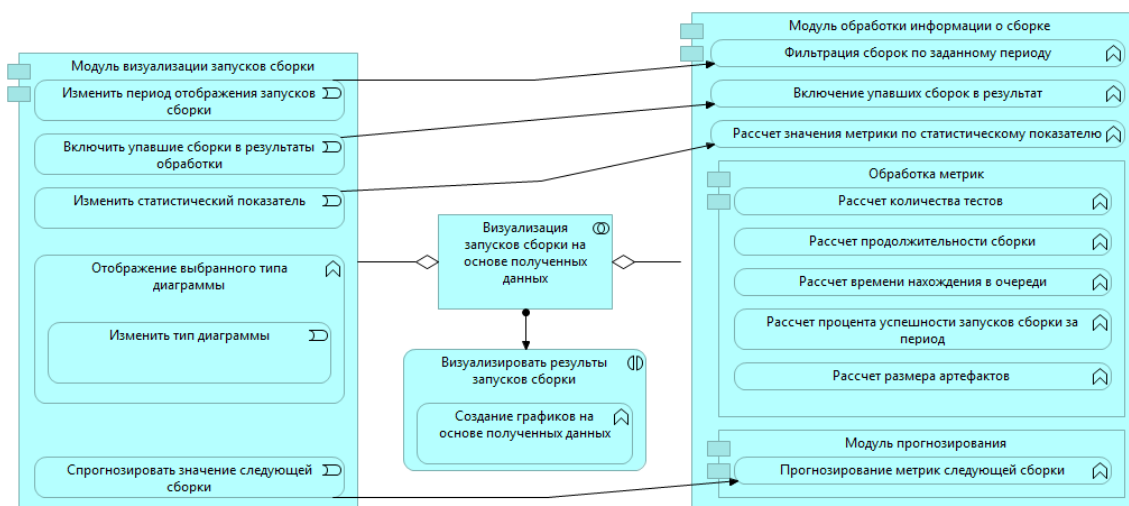 Модуль визуализации запусков сборки
Изменить период отображения запусков
сборки
Включить упавшие сборки в результаты
обработки
Изменить статистический показатель
Отображение выбранного типа
диаграммы
Изменить тип диаграммы
Спрогнозировать значение следующей
сборки
Визуализация
запусков сборки на
основе полученных
данных
Визуализировать результы
запусков сборки
Создание графиков на
основе полученных данных
Модуль обработки информации о сборке
Фильтрация сборок по заданному периоду
Включение упавших сборок в результат
Рассчет значения метрики по статистическому показателю
Обработка метрик
Рассчет количества тестов
Рассчет продолжительности сборки
Рассчет времени нахождения в очереди
Рассчет процента успешности запусков сборки за
период
Рассчет размера артефактов
Модуль прогнозирования
Прогнозирование метрик следующей сборки